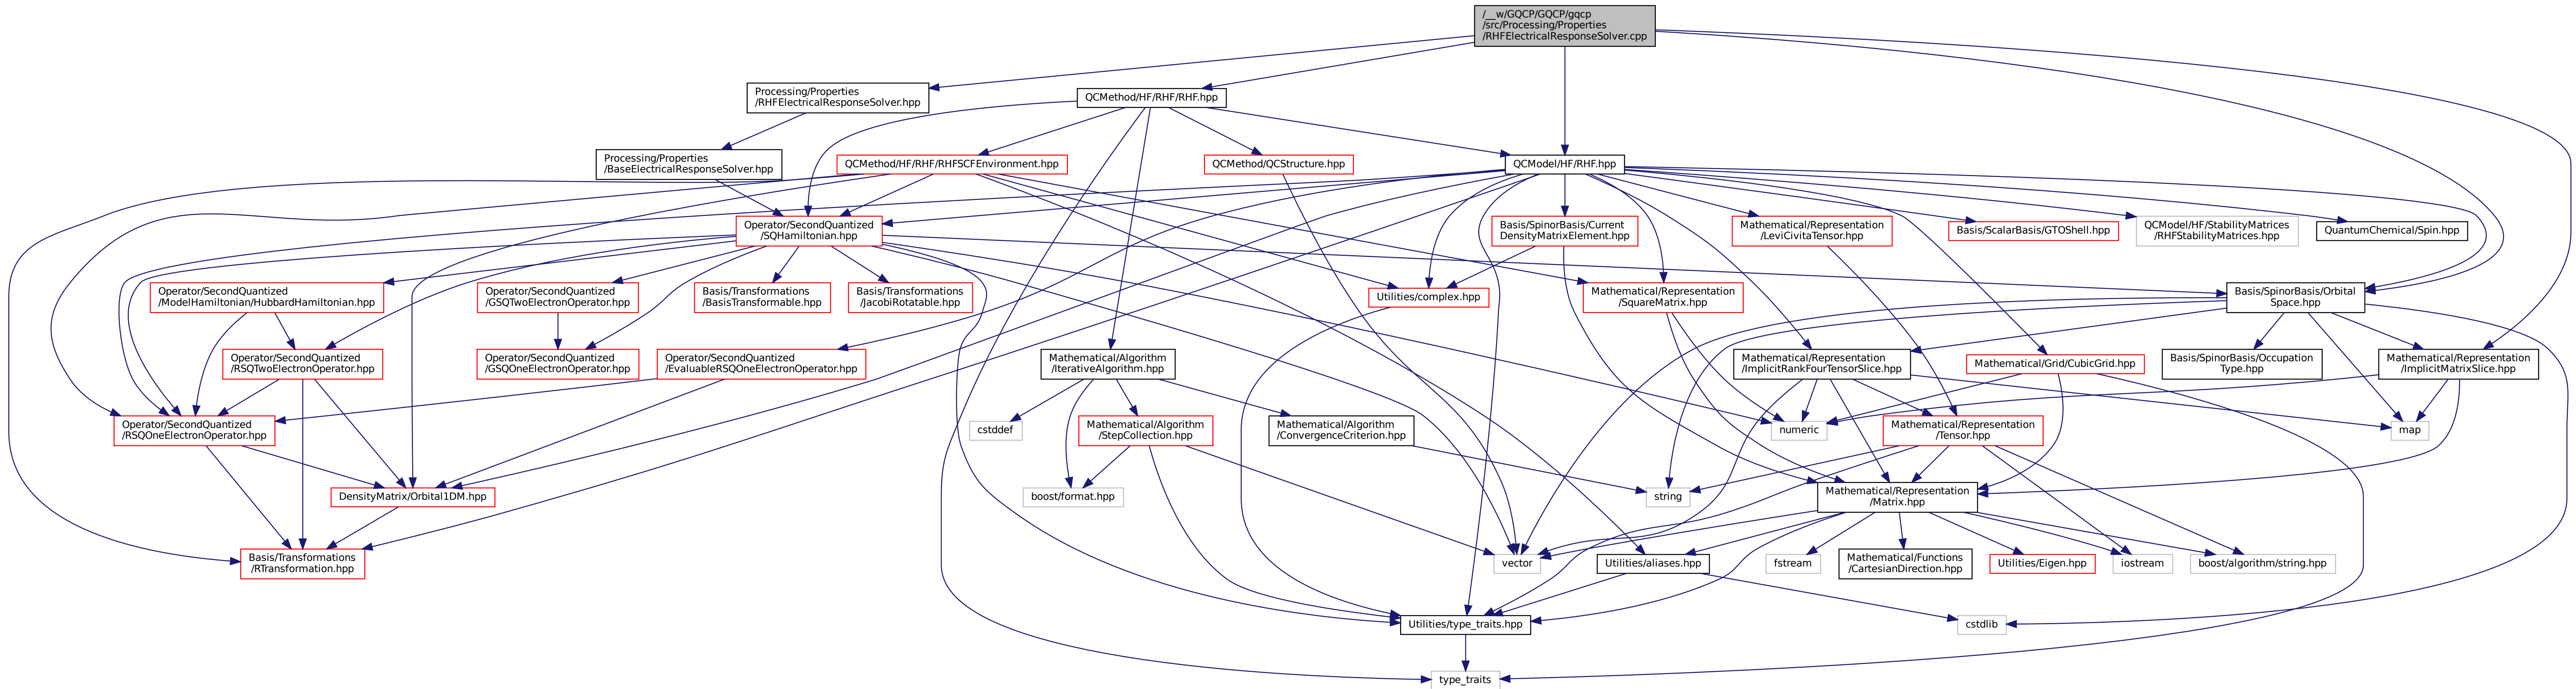 /__w/GQCP/GQCP/gqcp
/src/Processing/Properties
/RHFElectricalResponseSolver.cpp
Processing/Properties
/RHFElectricalResponseSolver.hpp
QCMethod/HF/RHF/RHF.hpp
Processing/Properties
/BaseElectricalResponseSolver.hpp
QCMethod/HF/RHF/RHFSCFEnvironment.hpp
QCMethod/QCStructure.hpp
QCModel/HF/RHF.hpp
Operator/SecondQuantized
/SQHamiltonian.hpp
Basis/SpinorBasis/Current
DensityMatrixElement.hpp
Mathematical/Representation
/LeviCivitaTensor.hpp
Basis/ScalarBasis/GTOShell.hpp
QCModel/HF/StabilityMatrices
/RHFStabilityMatrices.hpp
QuantumChemical/Spin.hpp
Operator/SecondQuantized
/ModelHamiltonian/HubbardHamiltonian.hpp
Operator/SecondQuantized
/GSQTwoElectronOperator.hpp
Basis/Transformations
/BasisTransformable.hpp
Basis/Transformations
/JacobiRotatable.hpp
Utilities/complex.hpp
Mathematical/Representation
/SquareMatrix.hpp
Basis/SpinorBasis/Orbital
Space.hpp
Operator/SecondQuantized
/RSQTwoElectronOperator.hpp
Operator/SecondQuantized
/GSQOneElectronOperator.hpp
Operator/SecondQuantized
/EvaluableRSQOneElectronOperator.hpp
Mathematical/Algorithm
/IterativeAlgorithm.hpp
Mathematical/Representation
/ImplicitRankFourTensorSlice.hpp
Mathematical/Grid/CubicGrid.hpp
Basis/SpinorBasis/Occupation
Type.hpp
Mathematical/Representation
/ImplicitMatrixSlice.hpp
Operator/SecondQuantized
/RSQOneElectronOperator.hpp
cstddef
Mathematical/Algorithm
/StepCollection.hpp
Mathematical/Algorithm
/ConvergenceCriterion.hpp
numeric
Mathematical/Representation
/Tensor.hpp
map
DensityMatrix/Orbital1DM.hpp
boost/format.hpp
string
Mathematical/Representation
/Matrix.hpp
Basis/Transformations
/RTransformation.hpp
vector
Utilities/aliases.hpp
fstream
Mathematical/Functions
/CartesianDirection.hpp
Utilities/Eigen.hpp
iostream
boost/algorithm/string.hpp
Utilities/type_traits.hpp
cstdlib
type_traits